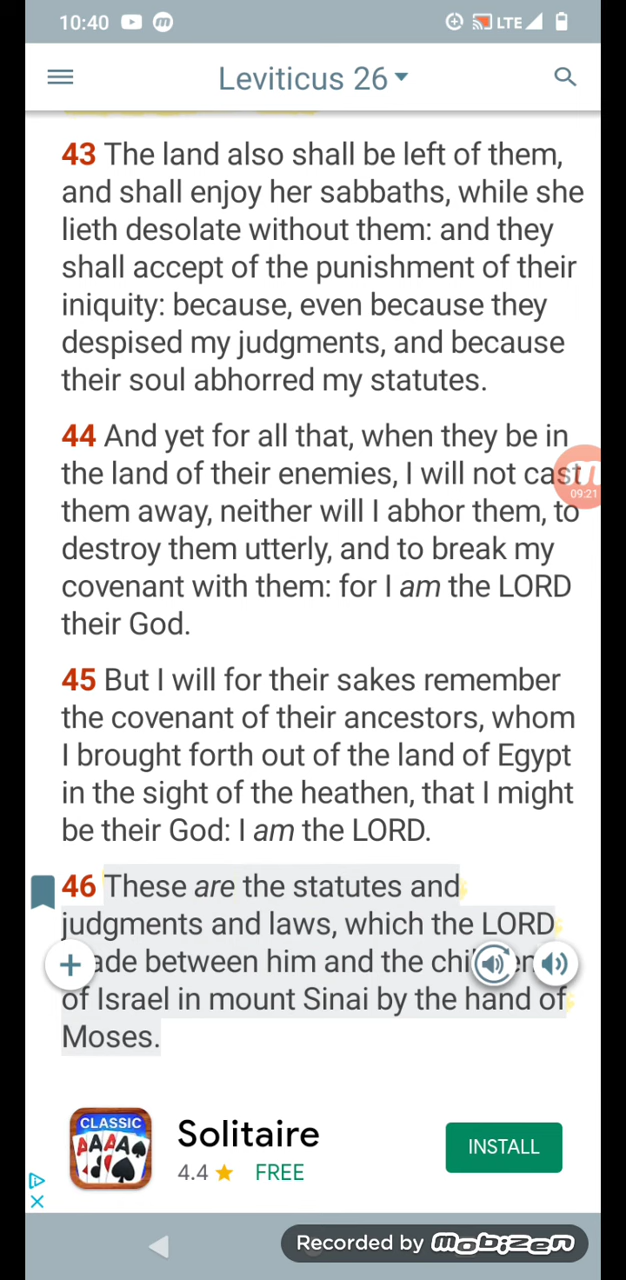 10:40 LTE
Leviticus 26
43 The land also shall be left of them,
and shall enjoy her sabbaths, while she
lieth desolate without them: and they
shall accept of the punishment of their
iniquity: because, even because they
despised my judgments, and because
their soul abhorred my statutes.
44 And yet for all that, when they be in
the land of their enemies, I will not cast
09:21
them away, neither will I abhor them, to
destroy them utterly, and to break my
covenant with them: for I am the LORD
their God.
45 But I will for their sakes remember
the covenant of their ancestors, whom
I brought forth out of the land of Egypt
in the sight of the heathen, that I might
be their God: I am the LORD.
46 These are the statutes and
judgments and laws, which the LORD
between him and the
of Israel in mount Sinai by the hand of
Moses.
CLASSIC
Solitaire
4.4 FREE
INSTALL
Recorded by mobizen